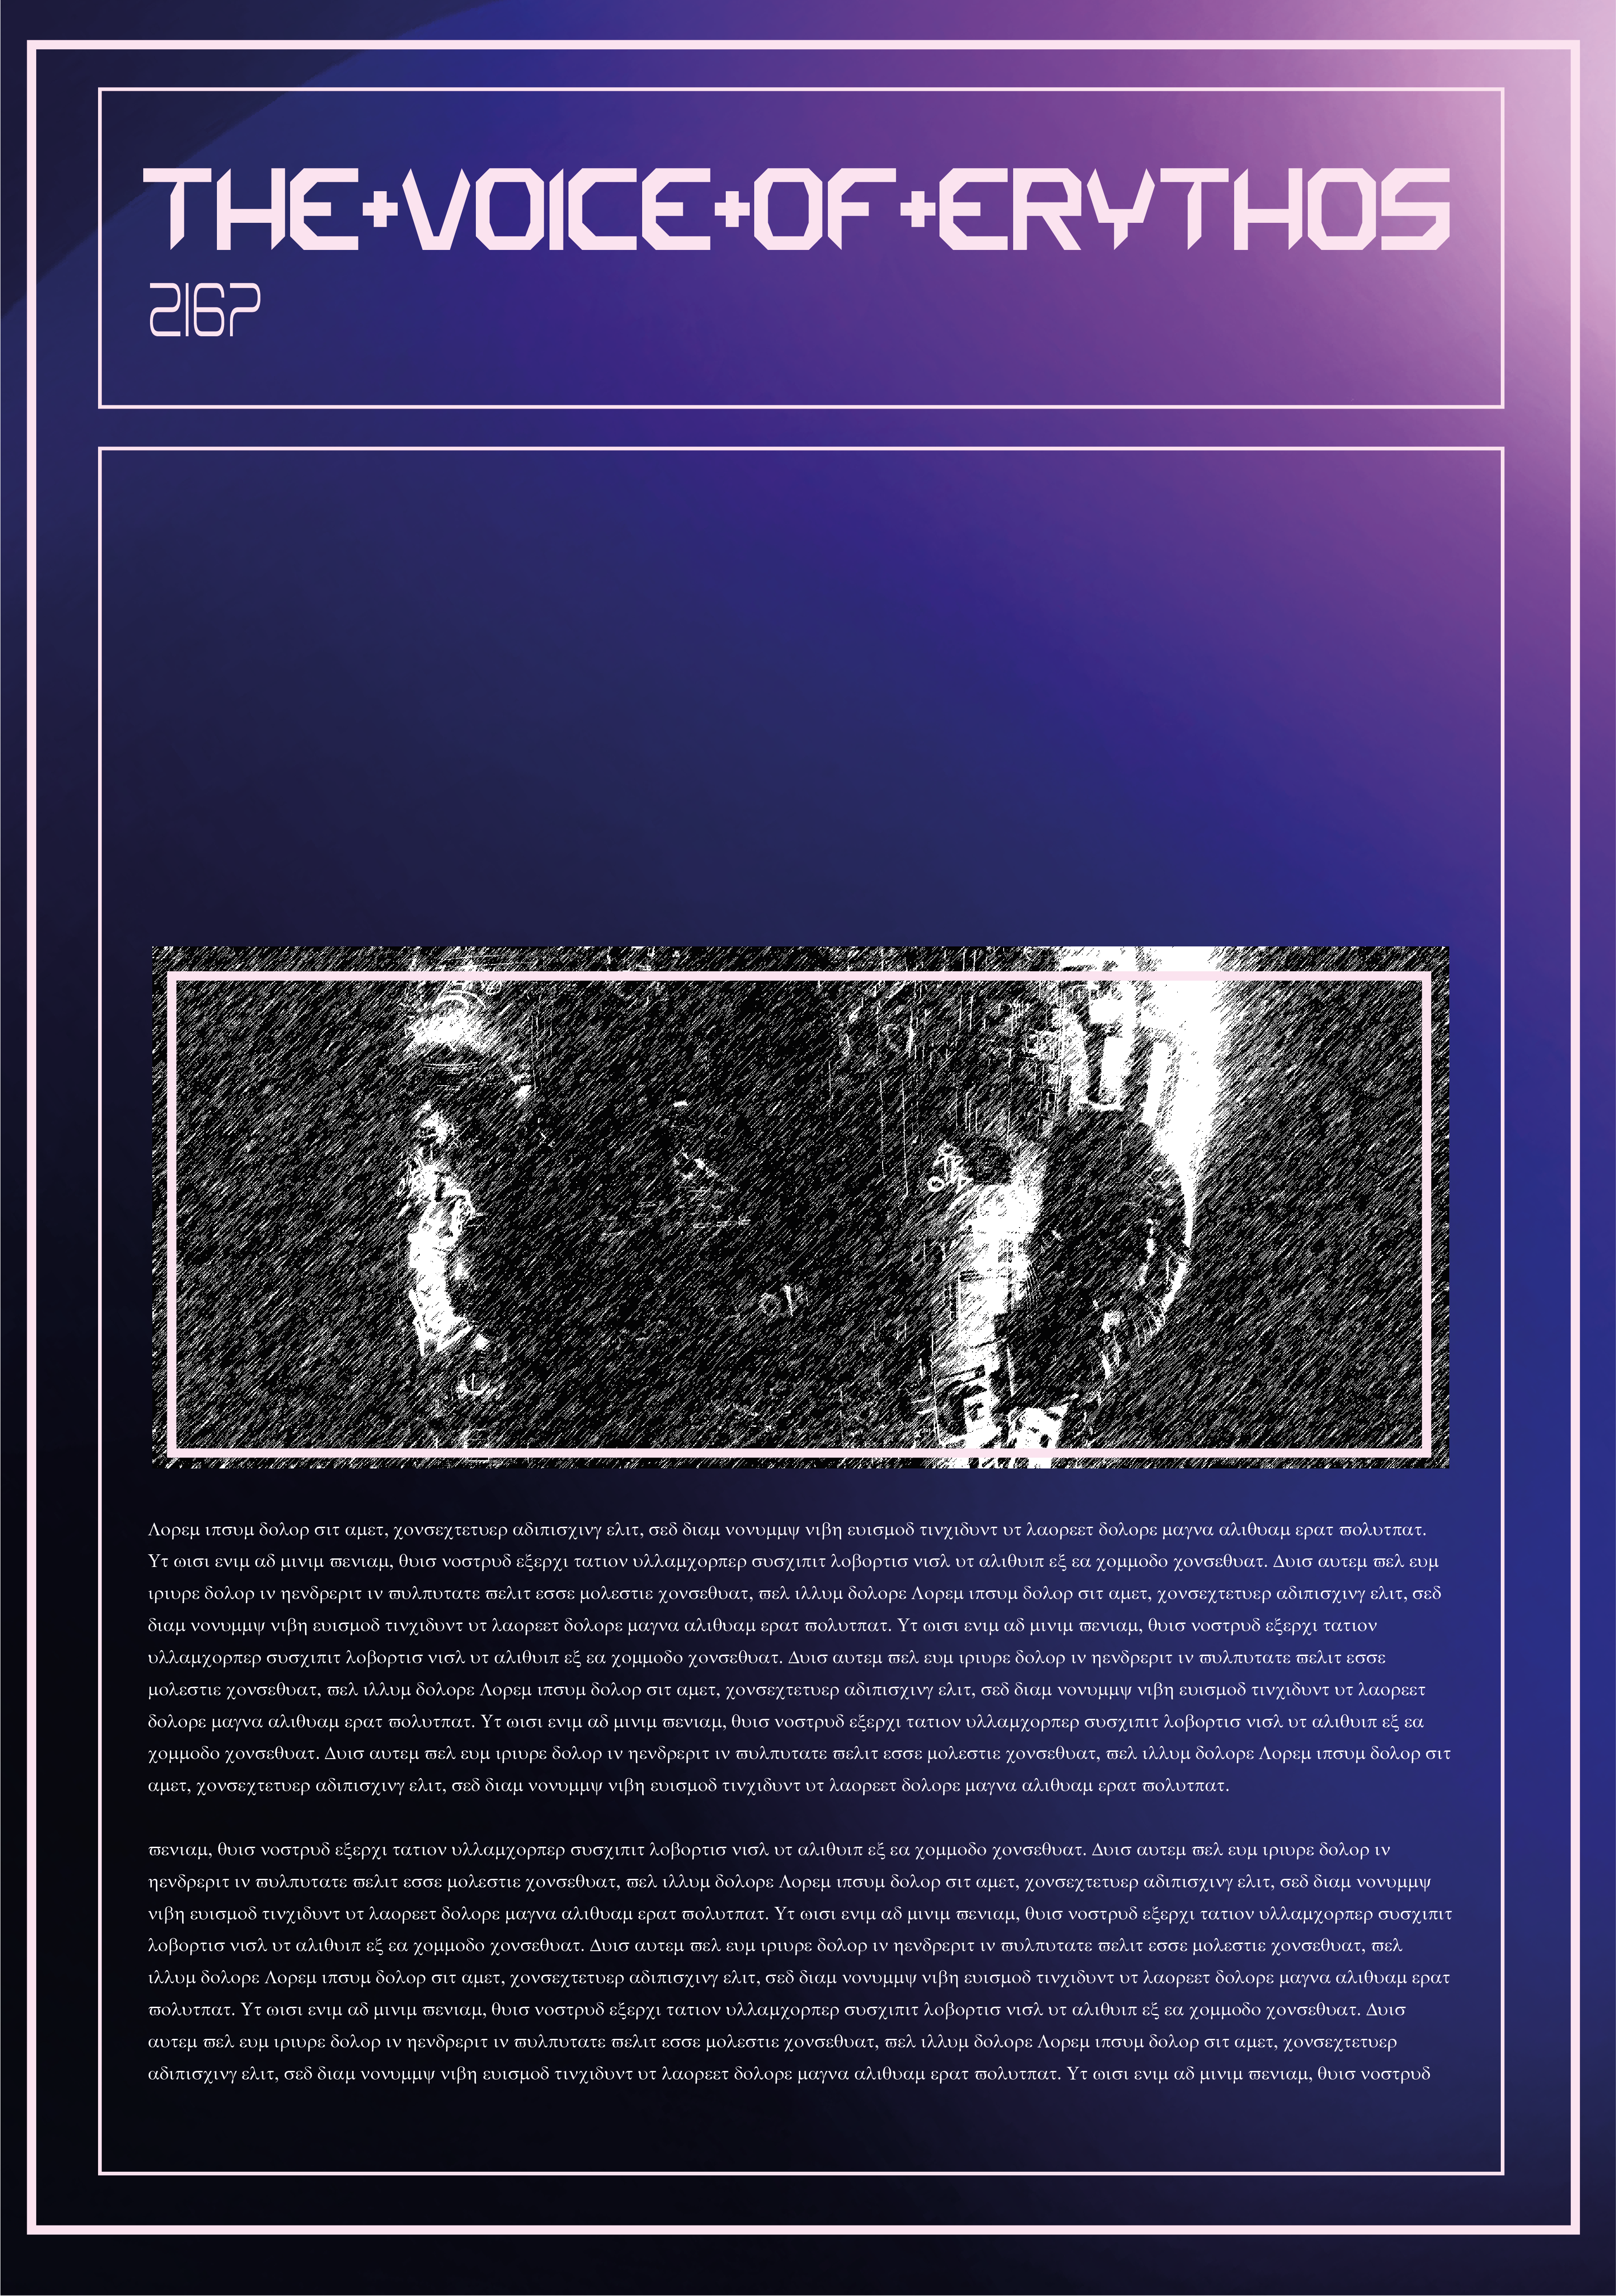 THE+VOICE+OF+ERYTHOS
2167
Λορεμ ιπσυμ δολορ σιτ αμετ, χονσεχτετυερ αδιπισχινγ ελιτ, σεδ διαμ νονυμμψ νιβη ευισμοδ τινχιδυντ υτ λαορεετ δολορε μαγνα αλιθυαμ ερατ ϖολυτπατ.
Υτ ωισι ενιμ αδ μινιμ ϖενιαμ, θυισ νοστρυδ εξερχι τατιον υλλαμχορπερ συσχιπιτ λοβορτισ νισλ υτ αλιθυιπ εξ εα χομμοδο χονσεθυατ. Δυισ αυτεμ ϖελ ευμ
ιριυρε δολορ ιν ηενδρεριτ ιν ϖυλπυτατε ϖελιτ εσσε μολεστιε χονσεθυατ, ϖελ ιλλυμ δολορε Λορεμ ιπσυμ δολορ σιτ αμετ, χονσεχτετυερ αδιπισχινγ ελιτ, σεδ
διαμ νονυμμψ νιβη ευισμοδ τινχιδυντ υτ λαορεετ δολορε μαγνα αλιθυαμ ερατ ϖολυτπατ. Υτ ωισι ενιμ αδ μινιμ ϖενιαμ, θυισ νοστρυδ εξερχι τατιον
υλλαμχορπερ συσχιπιτ λοβορτισ νισλ υτ αλιθυιπ εξ εα χομμοδο χονσεθυατ. Δυισ αυτεμ ϖελ ευμ ιριυρε δολορ ιν ηενδρεριτ ιν ϖυλπυτατε ϖελιτ εσσε
μολεστιε χονσεθυατ, ϖελ ιλλυμ δολορε Λορεμ ιπσυμ δολορ σιτ αμετ, χονσεχτετυερ αδιπισχινγ ελιτ, σεδ διαμ νονυμμψ νιβη ευισμοδ τινχιδυντ υτ λαορεετ
δολορε μαγνα αλιθυαμ ερατ ϖολυτπατ. Υτ ωισι ενιμ αδ μινιμ ϖενιαμ, θυισ νοστρυδ εξερχι τατιον υλλαμχορπερ συσχιπιτ λοβορτισ νισλ υτ αλιθυιπ εξ εα
χομμοδο χονσεθυατ. Δυισ αυτεμ ϖελ ευμ ιριυρε δολορ ιν ηενδρεριτ ιν ϖυλπυτατε ϖελιτ εσσε μολεστιε χονσεθυατ, ϖελ ιλλυμ δολορε Λορεμ ιπσυμ δολορ σιτ
αμετ, χονσεχτετυερ αδιπισχινγ ελιτ, σεδ διαμ νονυμμψ νιβη ευισμοδ τινχιδυντ υτ λαορεετ δολορε μαγνα αλιθυαμ ερατ ϖολυτπατ.
ϖενιαμ, θυισ νοστρυδ εξερχι τατιον υλλαμχορπερ συσχιπιτ λοβορτισ νισλ υτ αλιθυιπ εξ εα χομμοδο χονσεθυατ. Δυισ αυτεμ ϖελ ευμ ιριυρε δολορ ιν
ηενδρεριτ ιν ϖυλπυτατε ϖελιτ εσσε μολεστιε χονσεθυατ, ϖελ ιλλυμ δολορε Λορεμ ιπσυμ δολορ σιτ αμετ, χονσεχτετυερ αδιπισχινγ ελιτ, σεδ διαμ νονυμμψ
νιβη ευισμοδ τινχιδυντ υτ λαορεετ δολορε μαγνα αλιθυαμ ερατ ϖολυτπατ. Υτ ωισι ενιμ αδ μινιμ ϖενιαμ, θυισ νοστρυδ εξερχι τατιον υλλαμχορπερ συσχιπιτ
λοβορτισ νισλ υτ αλιθυιπ εξ εα χομμοδο χονσεθυατ. Δυισ αυτεμ ϖελ ευμ ιριυρε δολορ ιν ηενδρεριτ ιν ϖυλπυτατε ϖελιτ εσσε μολεστιε χονσεθυατ, ϖελ
ιλλυμ δολορε Λορεμ ιπσυμ δολορ σιτ αμετ, χονσεχτετυερ αδιπισχινγ ελιτ, σεδ διαμ νονυμμψ νιβη ευισμοδ τινχιδυντ υτ λαορεετ δολορε μαγνα αλιθυαμ ερατ
ϖολυτπατ. Υτ ωισι ενιμ αδ μινιμ ϖενιαμ, θυισ νοστρυδ εξερχι τατιον υλλαμχορπερ συσχιπιτ λοβορτισ νισλ υτ αλιθυιπ εξ εα χομμοδο χονσεθυατ. Δυισ
αυτεμ ϖελ ευμ ιριυρε δολορ ιν ηενδρεριτ ιν ϖυλπυτατε ϖελιτ εσσε μολεστιε χονσεθυατ, ϖελ ιλλυμ δολορε Λορεμ ιπσυμ δολορ σιτ αμετ, χονσεχτετυερ
αδιπισχινγ ελιτ, σεδ διαμ νονυμμψ νιβη ευισμοδ τινχιδυντ υτ λαορεετ δολορε μαγνα αλιθυαμ ερατ ϖολυτπατ. Υτ ωισι ενιμ αδ μινιμ ϖενιαμ, θυισ νοστρυδ